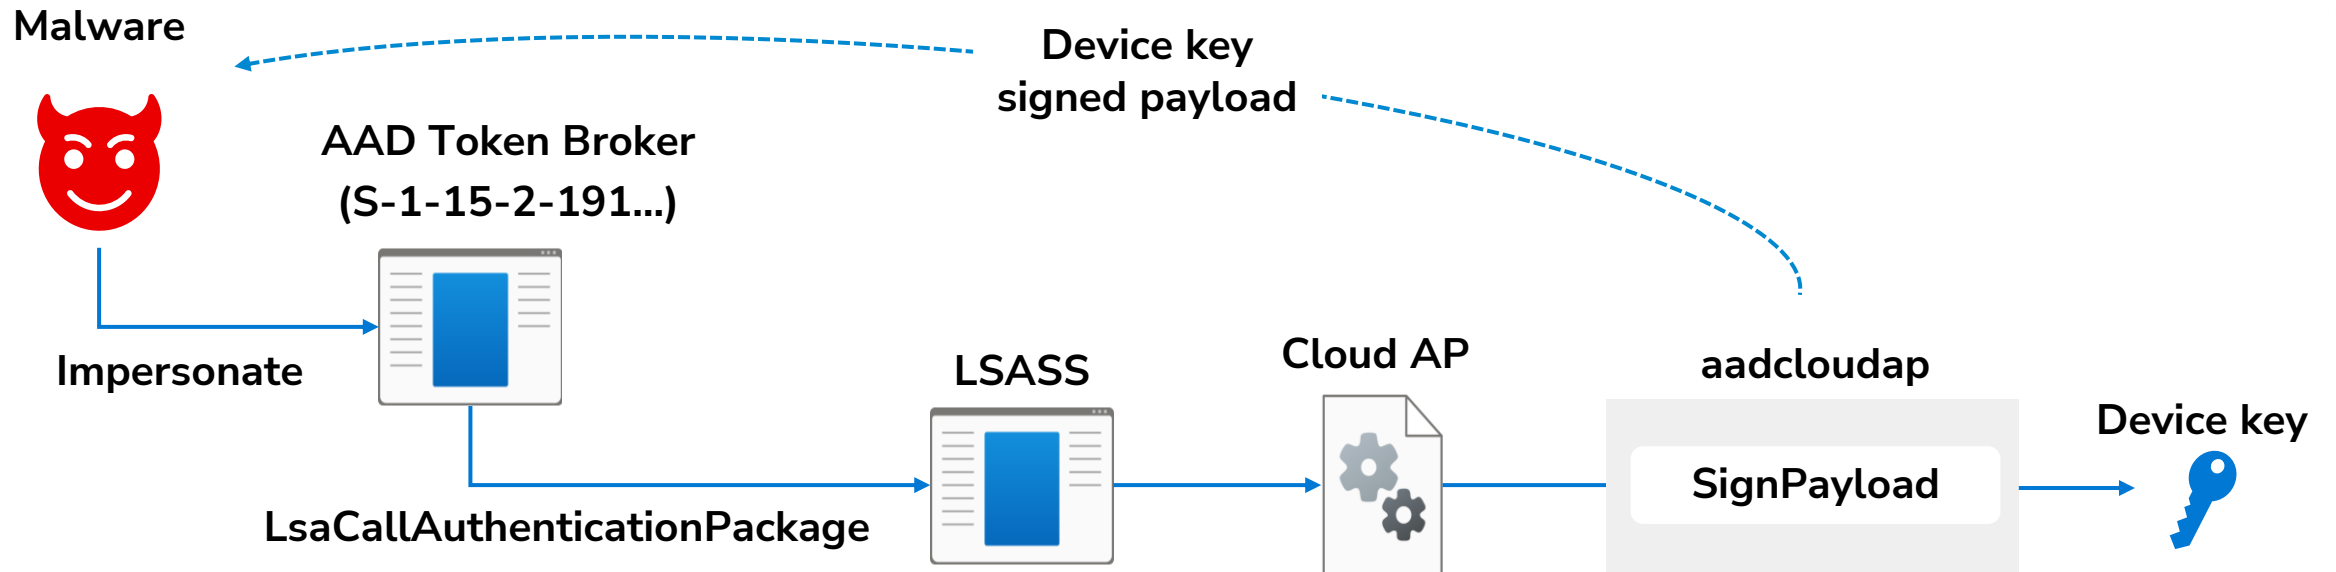 Malware
Device key
signed payload
AAD Token Broker
(S-1-15-2-191...)
Impersonate
LSASS
Cloud AP
aadcloudap
Device key
SignPayload
LsaCallAuthenticationPackage